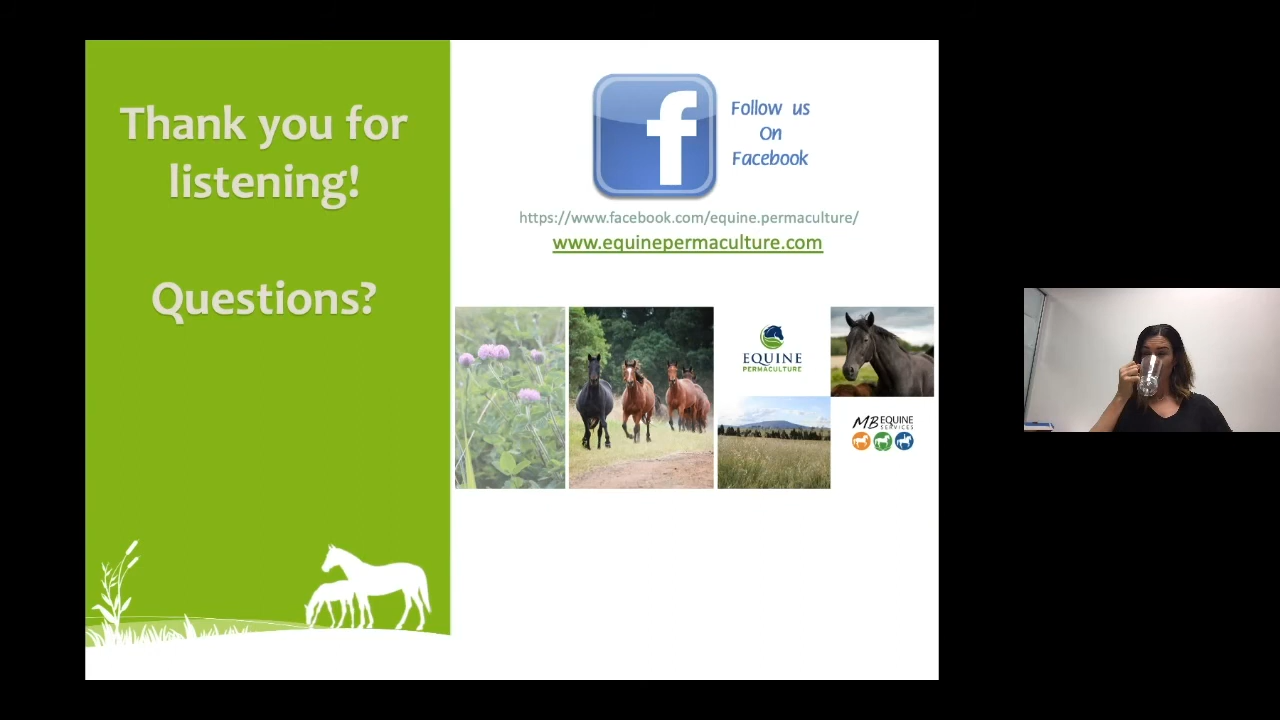 Thank you for
listening!
Questions?
f
Follow us
On
Facebook
https://www.facebook.com/equine.permaculture/
www.equinepermaculture.com
EQUINE
PERMACULTURE
MB EQUINE
SERVICES